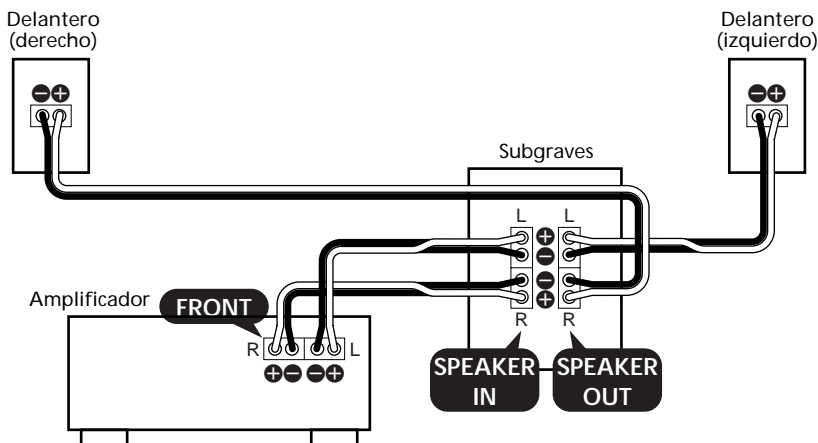 Delantero
(derecho)
Delantero
(izquierdo)
Subgraves
L L
R R
Amplificador
FRONT
R L
SPEAKER
IN
SPEAKER
OUT